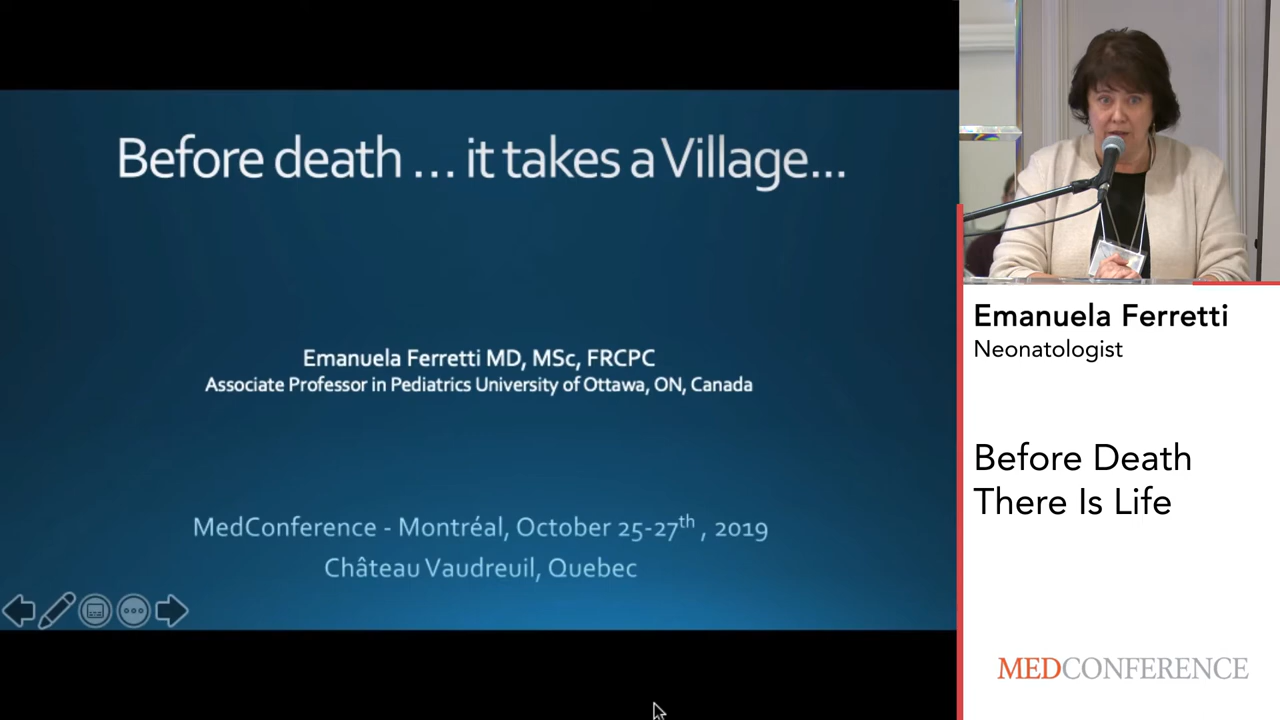 Before death ... it takes a Village...
Emanuela Ferretti MD, MSc, FRCPC
Associate Professor in Pediatrics University of Ottawa, ON, Canada
MedConference - Montréal, October 25-27th , 2019
Château Vaudreuil, Quebec
Emanuela Ferretti
Neonatologist
Before Death
There Is Life
MEDCONFERENCE